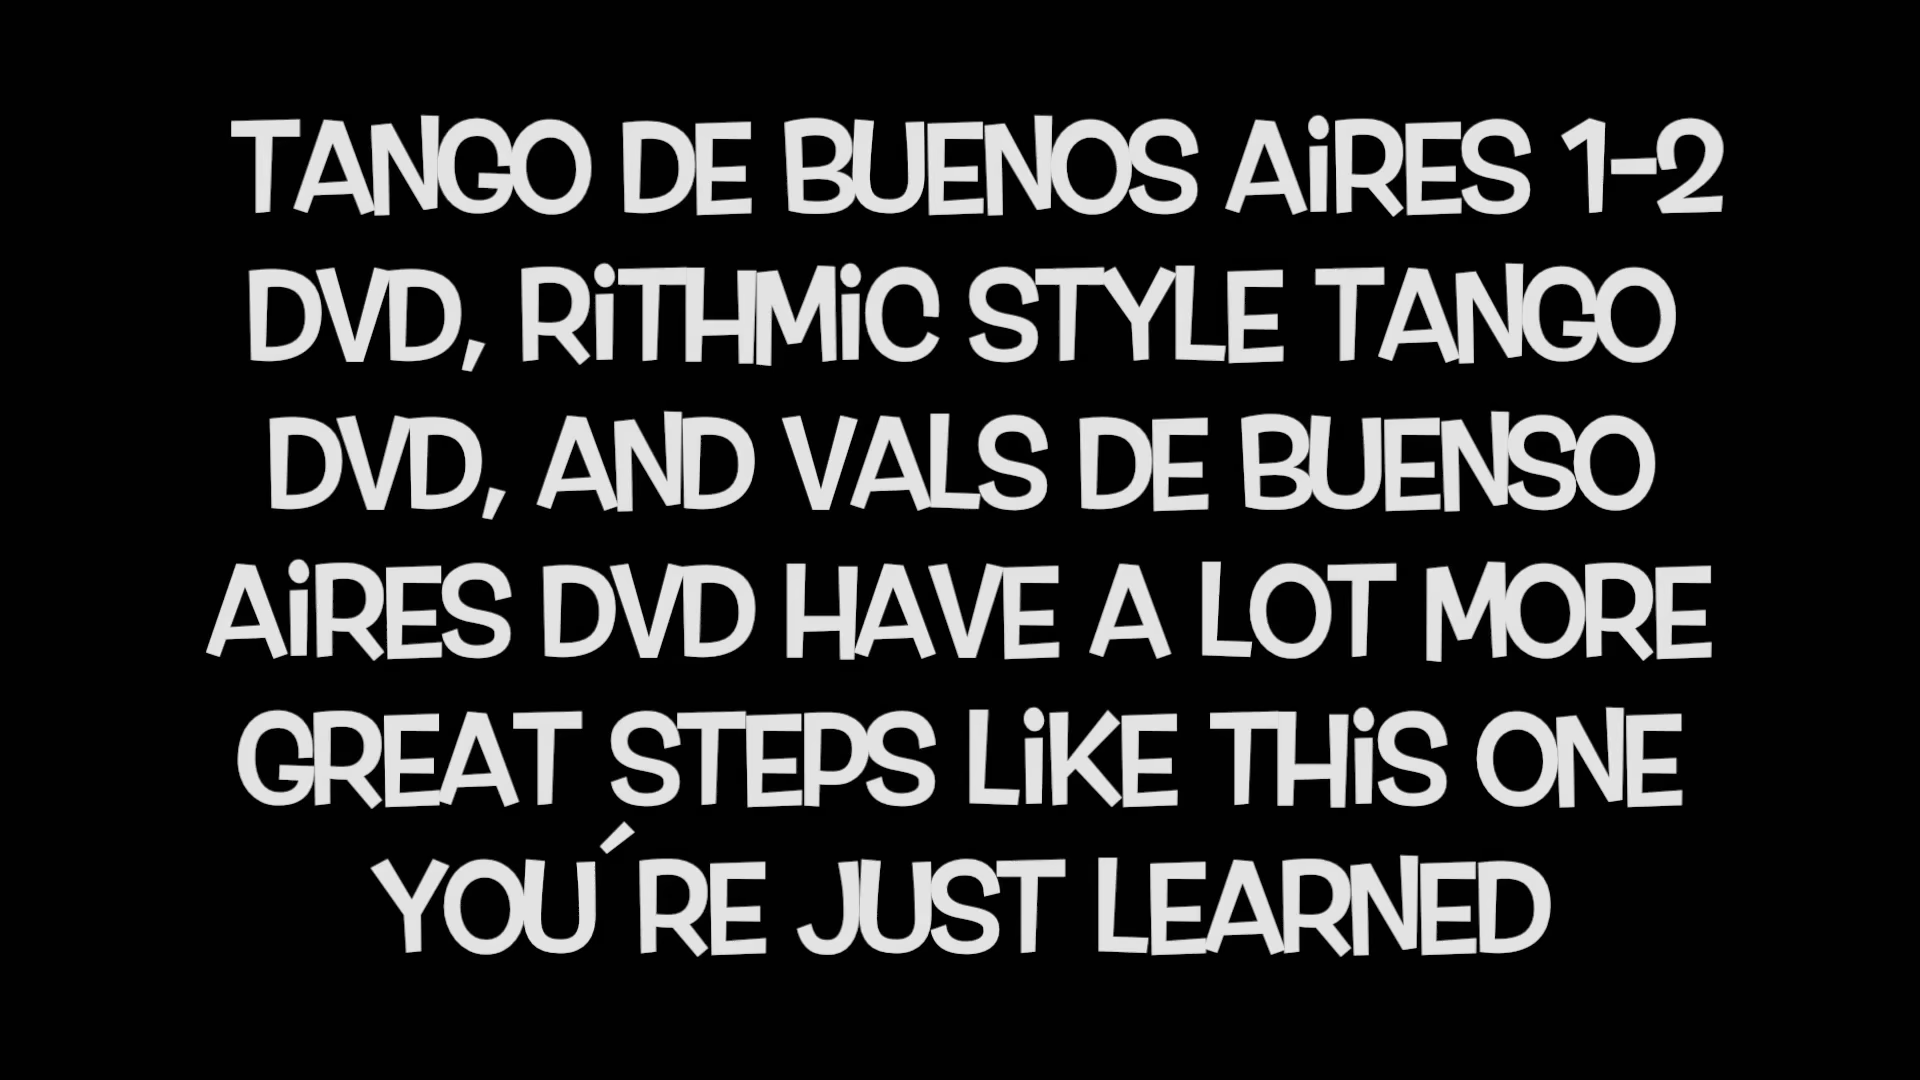 TANGO DE BUENOS AiRES 1-2
DVD, RiTHMiC STYLE TANGO
DVD, AND VALS DE BUENSO
AiRES DVD HAVE A LOT MORE
GREAT STEPS LiKE THiS ONE
YOU´RE JUST LEARNED